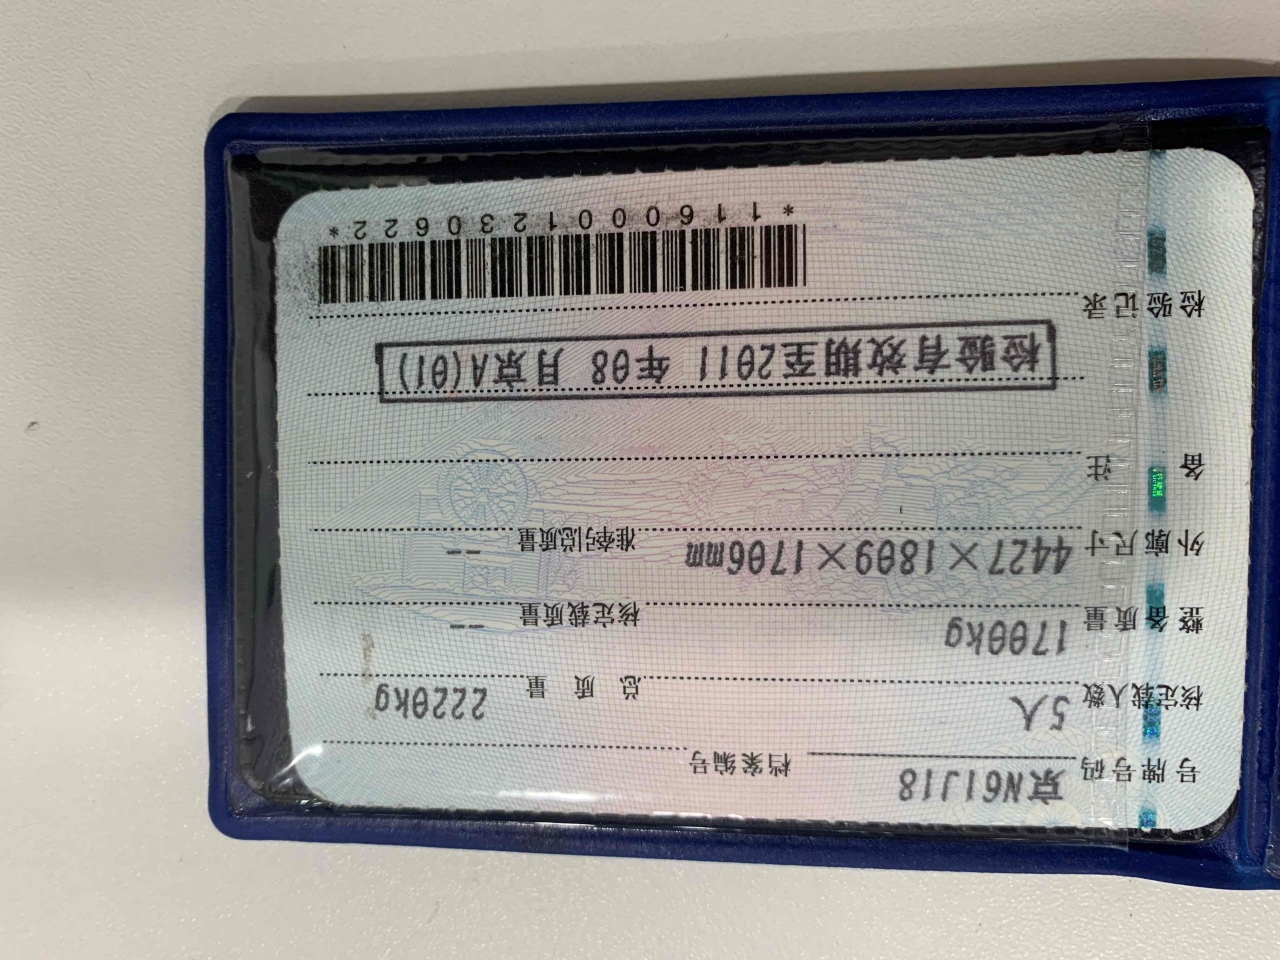 号牌号码 京N61J18 档案编号
核定载人数 5人 总质量 2220kg
整备质量 1700kg 核定载质量 --
外廓尺寸 4427×1809×1706mm 准牵引总质量 --
备注
检验有效期至2011 年08 月京A(01)
检验记录
*1160001230622*